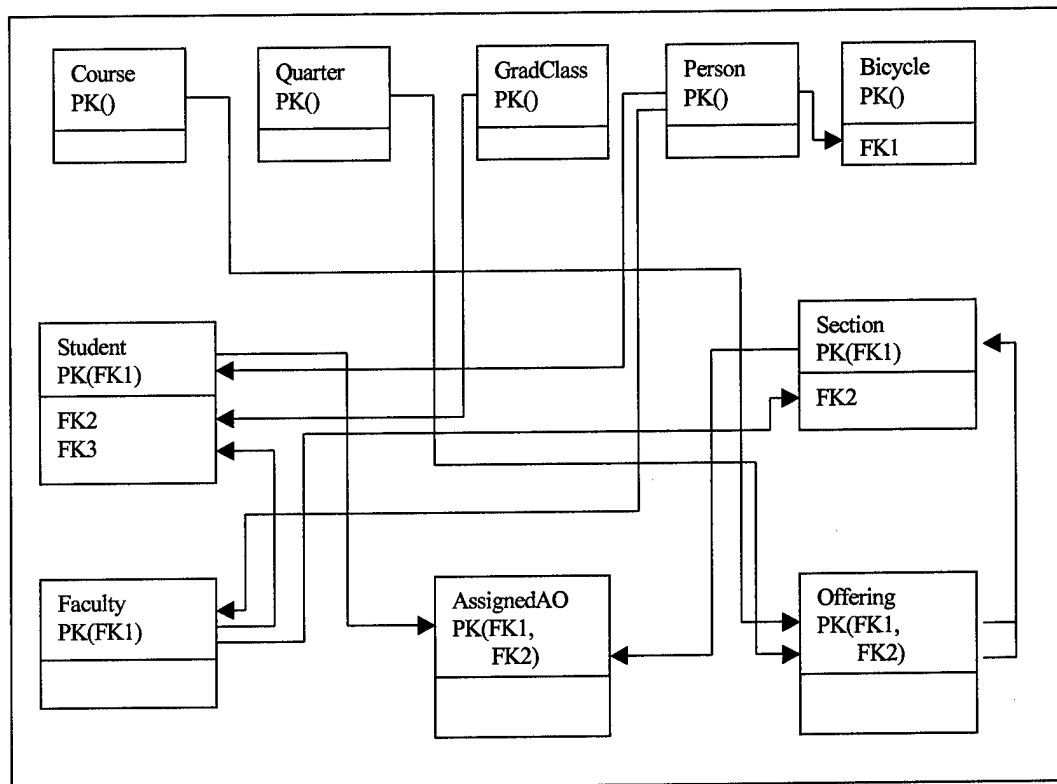 Course
PK()
Quarter
PK()
GradClass
PK()
Person
PK()
Bicycle
PK()
FK1
Student
PK(FK1)
FK2
FK3
Section
PK(FK1)
FK2
Faculty
PK(FK1)
AssignedAO
PK(FK1,
FK2)
Offering
PK(FK1,
FK2)